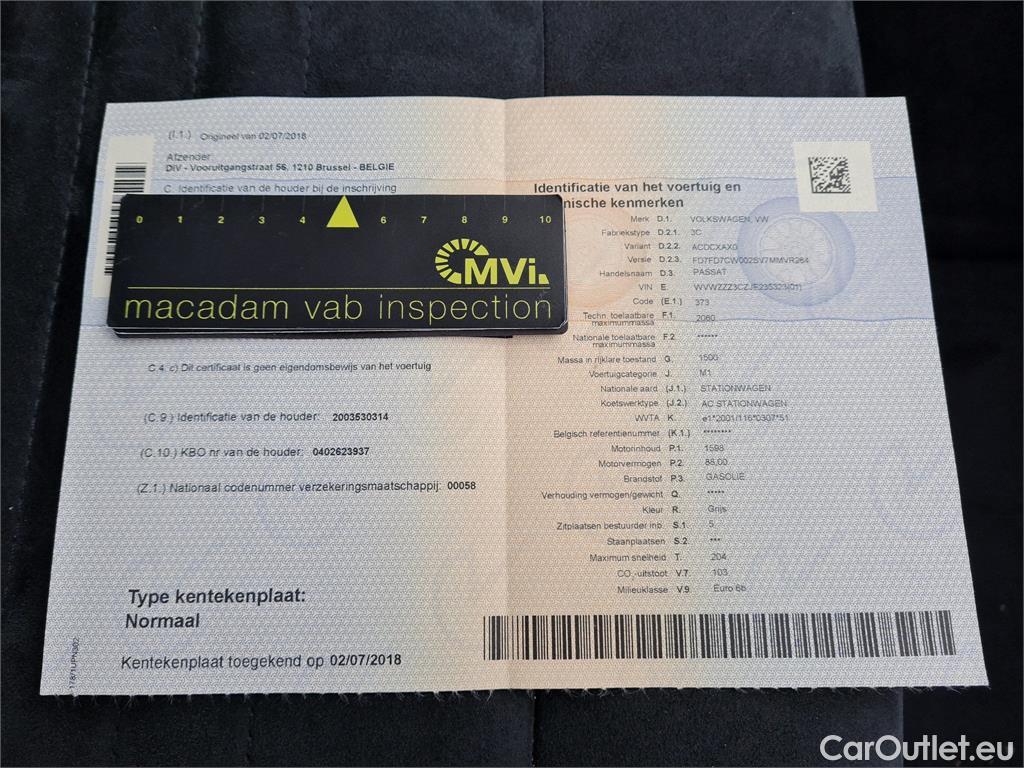 (I.1.) Origineel van 02/07/2018
Afzender:
DIV - Vooruitgangstraat 56, 1210 Brussel - BELGIE
C. Identificatie van de houder bij de inschrijving
0 1 2 3 4 6 7 8 9 10
MVi.
macadam vab inspection
C.4. c) Dit certificaat is geen eigendomsbewijs van het voertuig
(C.9.) Identificatie van de houder: 2003530314
(C.10.) KBO nr van de houder: 0402623937
(Z.1.) Nationaal codenummer verzekeringsmaatschappij: 00058
Type kentekenplaat:
Normaal
Kentekenplaat toegekend op 02/07/2018
Identificatie van het voertuig en
nische kenmerken
Merk D.1. VOLKSWAGEN, VW
Fabriekstype D.2.1. 3C
Variant D.2.2. ACDCXAX0
Versie D.2.3. FD7FD7CW002SV7MMVR264
Handelsnaam D.3. PASSAT
VIN E. WVWZZZ3CZJE235323(01)
Code (E.1.) 373
Techn. toelaatbare maximummassa F.1. 2060
Nationale toelaatbare maximummassa F.2. ******
Massa in rijklare toestand G. 1500
Voertuigcategorie J. M1
Nationale aard (J.1.) STATIONWAGEN
Koetswerktype (J.2.) AC STATIONWAGEN
WVTA K. e1*2001/116*0307*51
Belgisch referentienummer (K.1.) ********
Motorinhoud P.1. 1598
Motorvermogen P.2. 88,00
Brandstof P.3. GASOLIE
Verhouding vermogen/gewicht Q. *****
Kleur R. Grijs
Zitplaatsen bestuurder inb. S.1. 5
Staanplaatsen S.2. ***
Maximum snelheid T. 204
CO₂-uitstoot V.7. 103
Milieuklasse V.9. Euro 6b
CarOutlet.eu